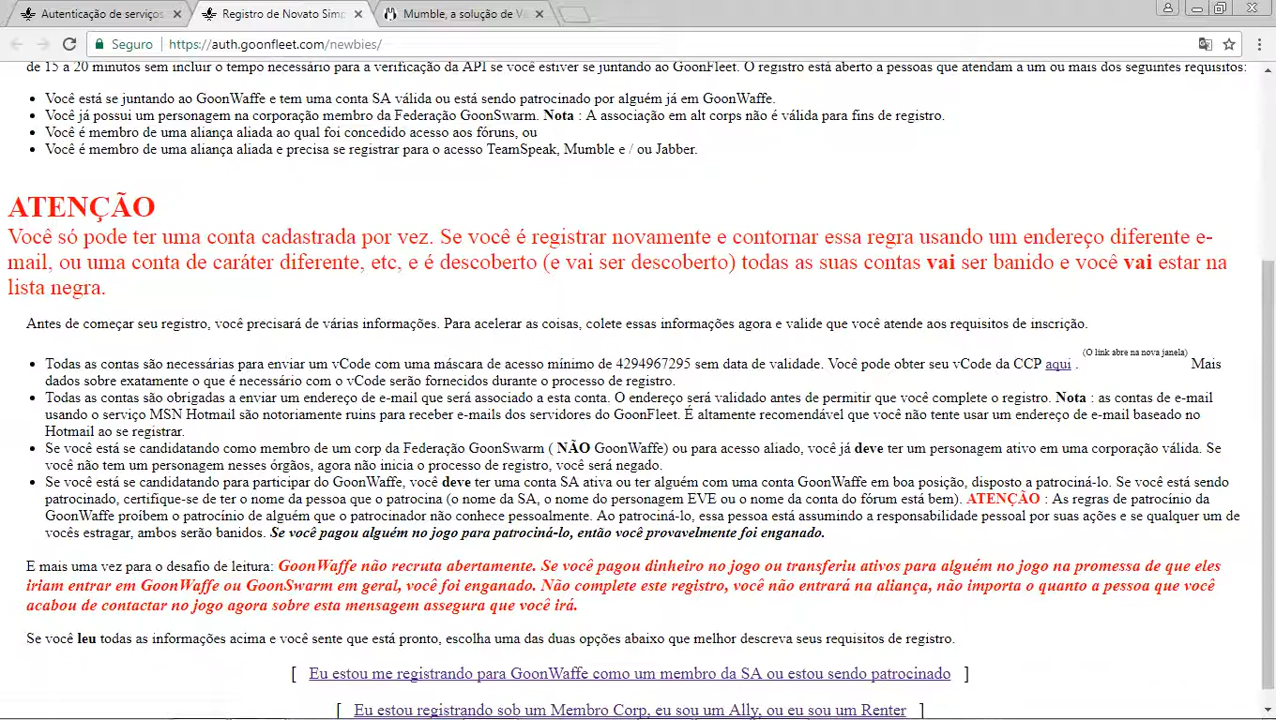 Autenticação de serviços
Registro de Novato Simp
Mumble, a solução de V
Seguro
https://auth.goonfleet.com/newbies/
de 15 a 20 minutos sem incluir o tempo necessário para a verificação da API se você estiver se juntando ao GoonFleet. O registro está aberto a pessoas que atendam a um ou mais dos seguintes requisitos:
Você está se juntando ao GoonWaffe e tem uma conta SA válida ou está sendo patrocinado por alguém já em GoonWaffe.
Você já possui um personagem na corporação membro da Federação GoonSwarm. Nota : A associação em alt corps não é válida para fins de registro.
Você é membro de uma aliança aliada ao qual foi concedido acesso aos fóruns, ou
Você é membro de uma aliança aliada e precisa se registrar para o acesso TeamSpeak, Mumble e / ou Jabber.
ATENÇÃO
Você só pode ter uma conta cadastrada por vez. Se você é registrar novamente e contornar essa regra usando um endereço diferente e-
mail, ou uma conta de caráter diferente, etc, e é descoberto (e vai ser descoberto) todas as suas contas vai ser banido e você vai estar na
lista negra.
Antes de começar seu registro, você precisará de várias informações. Para acelerar as coisas, colete essas informações agora e valide que você atende aos requisitos de inscrição.
(O link abre na nova janela)
Todas as contas são necessárias para enviar um vCode com uma máscara de acesso mínimo de 4294967295 sem data de validade. Você pode obter seu vCode da CCP aqui . Mais
dados sobre exatamente o que é necessário com o vCode serão fornecidos durante o processo de registro.
Todas as contas são obrigadas a enviar um endereço de e-mail que será associado a esta conta. O endereço será validado antes de permitir que você complete o registro. Nota : as contas de e-mail
usando o serviço MSN Hotmail são notoriamente ruins para receber e-mails dos servidores do GoonFleet. É altamente recomendável que você não tente usar um endereço de e-mail baseado no
Hotmail ao se registrar.
Se você está se candidatando como membro de um corp da Federação GoonSwarm ( NÃO GoonWaffe) ou para acesso aliado, você já deve ter um personagem ativo em uma corporação válida. Se
você não tem um personagem nesses órgãos, agora não inicia o processo de registro, você será negado.
Se você está se candidatando para participar do GoonWaffe, você deve ter uma conta SA ativa ou ter alguém com uma conta GoonWaffe em boa posição, disposto a patrociná-lo. Se você está sendo
patrocinado, certifique-se de ter o nome da pessoa que o patrocina (o nome da SA, o nome do personagem EVE ou o nome da conta do fórum está bem). ATENÇÃO : As regras de patrocínio da
GoonWaffe proíbem o patrocínio de alguém que o patrocinador não conhece pessoalmente. Ao patrociná-lo, essa pessoa está assumindo a responsabilidade pessoal por suas ações e se qualquer um de
vocês estragar, ambos serão banidos. Se você pagou alguém no jogo para patrociná-lo, então você provavelmente foi enganado.
E mais uma vez para o desafio de leitura: GoonWaffe não recruta abertamente. Se você pagou dinheiro no jogo ou transferiu ativos para alguém no jogo na promessa de que eles
iriam entrar em GoonWaffe ou GoonSwarm em geral, você foi enganado. Não complete este registro, você não entrará na aliança, não importa o quanto a pessoa que você
acabou de contactar no jogo agora sobre esta mensagem assegura que você irá.
Se você leu todas as informações acima e você sente que está pronto, escolha uma das duas opções abaixo que melhor descreva seus requisitos de registro.
[ Eu estou me registrando para GoonWaffe como um membro da SA ou estou sendo patrocinado ]
[ Eu estou registrando sob um Membro Corp, eu sou um Ally, ou eu sou um Renter ]